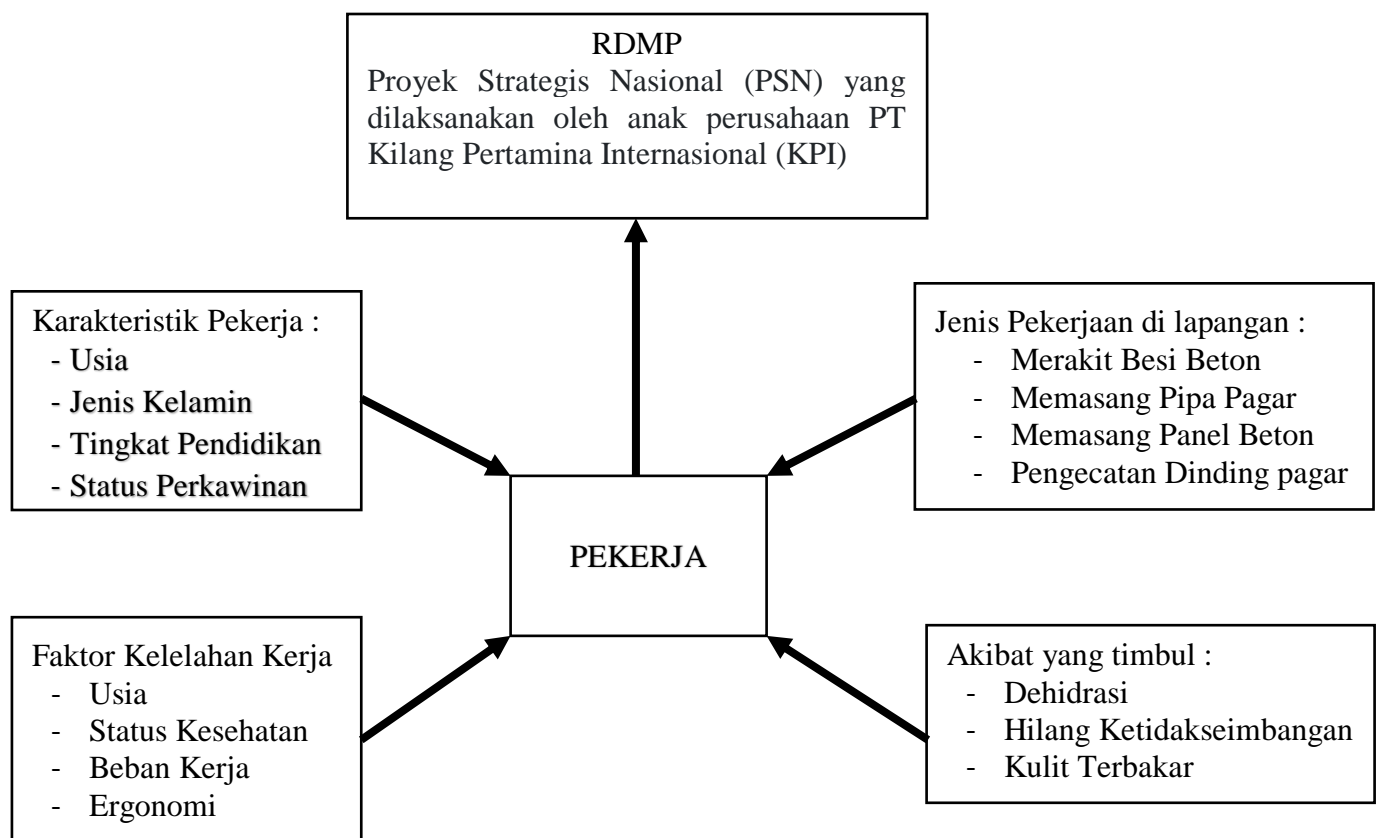 RDMP
Proyek Strategis Nasional (PSN) yang
dilaksanakan oleh anak perusahaan PT
Kilang Pertamina Internasional (KPI)
Karakteristik Pekerja :
- Usia
- Jenis Kelamin
- Tingkat Pendidikan
- Status Perkawinan
Jenis Pekerjaan di lapangan :
- Merakit Besi Beton
- Memasang Pipa Pagar
- Memasang Panel Beton
- Pengecatan Dinding pagar
PEKERJA
Faktor Kelelahan Kerja
- Usia
- Status Kesehatan
- Beban Kerja
- Ergonomi
Akibat yang timbul :
- Dehidrasi
- Hilang Ketidakseimbangan
- Kulit Terbakar